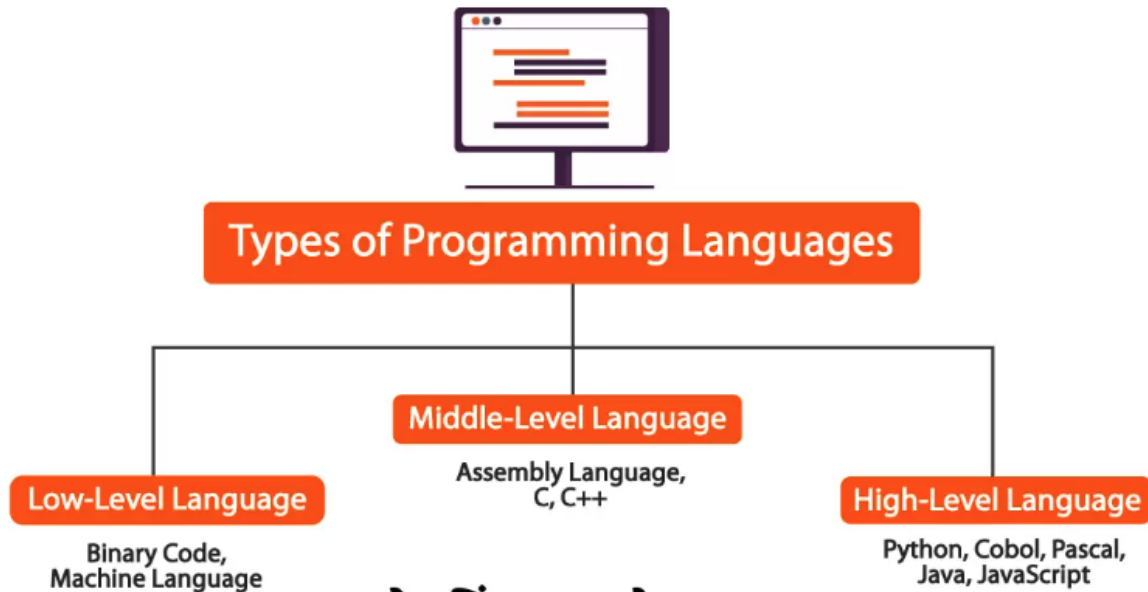 Types of Programming Languages
Middle-Level Language
Assembly Language,
C, C++
Low-Level Language
Binary Code,
Machine Language
High-Level Language
Python, Cobol, Pascal,
Java, JavaScript